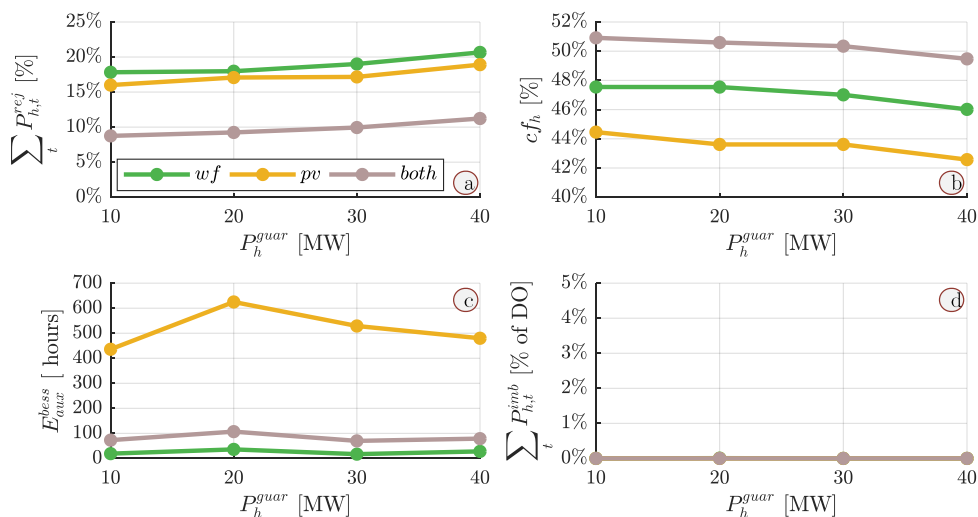 25%
20%
15%
10%
5%
0%
∑_t P_{h,t}^{rej} [%]
wf pv both
a
10 20 30 40
P_h^{guar} [MW]
52%
50%
48%
46%
44%
42%
40%
cf_h [%]
b
10 20 30 40
P_h^{guar} [MW]
700
600
500
400
300
200
100
0
E_{aux}^{bess} [ hours]
c
10 20 30 40
P_h^{guar} [MW]
5%
4%
3%
2%
1%
0%
∑_t P_{h,t}^{imb} [% of DO]
d
10 20 30 40
P_h^{guar} [MW]